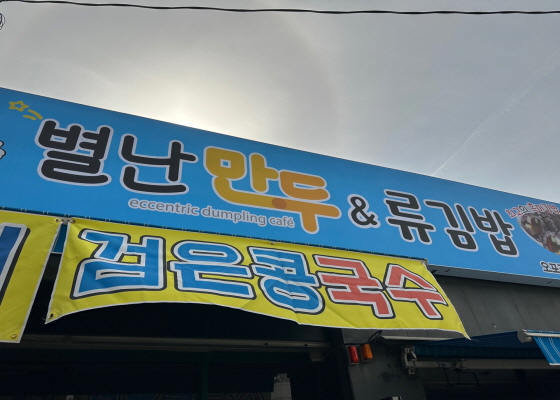 별난 만두 & 류김밥
eccentric dumpling café
검은콩국수